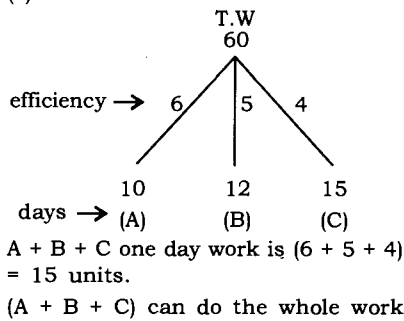 T.W
60
efficiency → 6 5 4
10 12 15
days → (A) (B) (C)
A + B + C one day work is (6 + 5 + 4)
= 15 units.
(A + B + C) can do the whole work